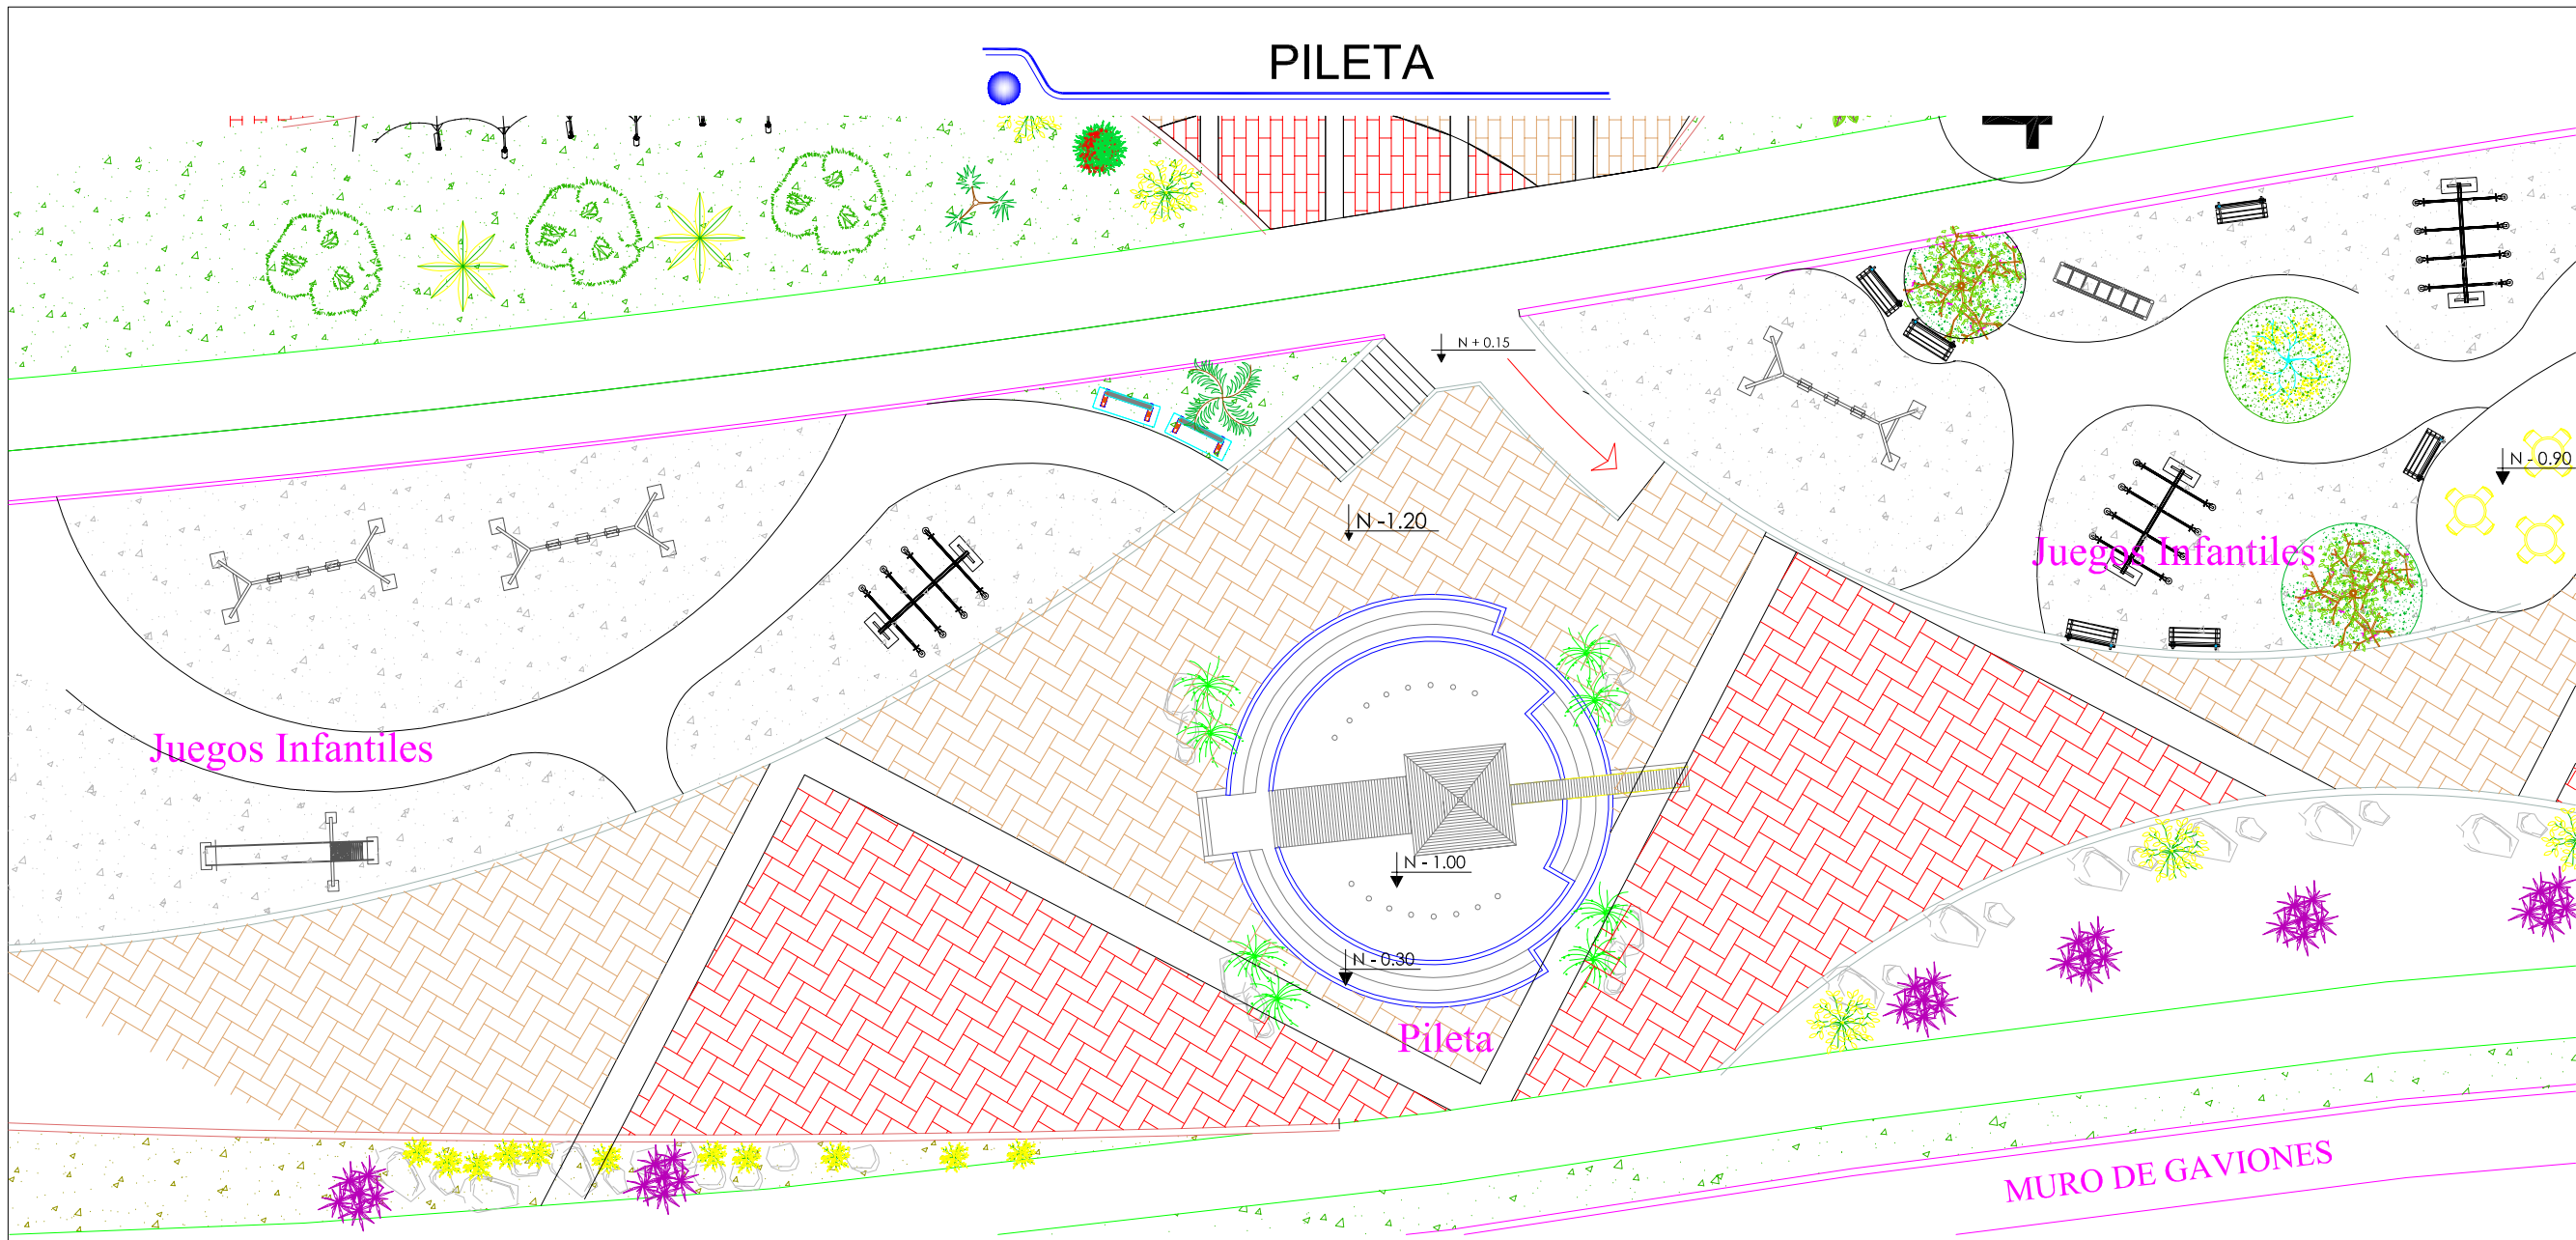 PILETA
N + 0.15
N - 0.90
N -1.20
Juegos Infantiles
Juegos Infantiles
N - 1.00
N - 0.30
Pileta
MURO DE GAVIONES